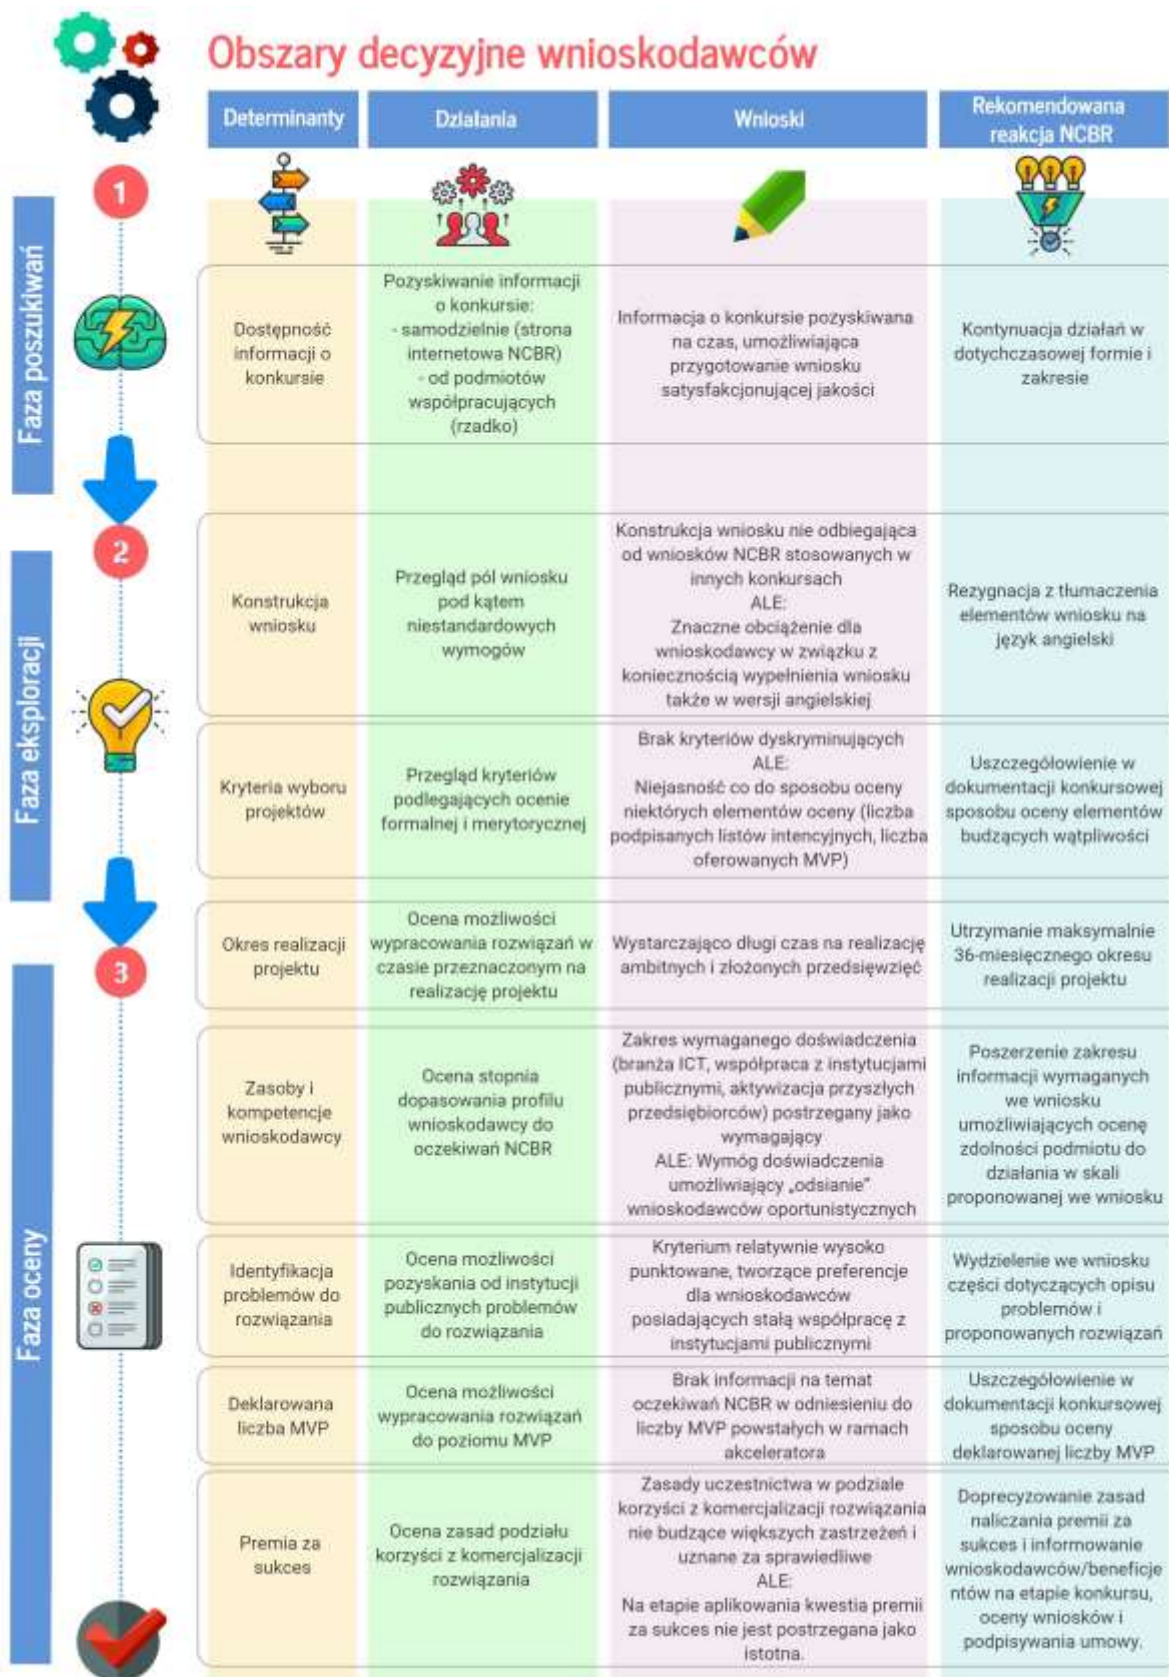 Obszary decyzyjne wnioskodawców
Determinanty
Działania
Wnioski
Rekomendowana
reakcja NCBR
1
Faza poszukiwań
Dostępność
informacji o
konkursie
Pozyskiwanie informacji
o konkursie:
- samodzielnie (strona
internetowa NCBR)
- od podmiotów
współpracujących
(rzadko)
Informacja o konkursie pozyskiwana
na czas, umożliwiająca
przygotowanie wniosku
satysfakcjonującej jakości
Kontynuacja działań w
dotychczasowej formie i
zakresie
2
Faza eksploracji
Konstrukcja
wniosku
Przegląd pól wniosku
pod kątem
niestandardowych
wymogów
Konstrukcja wniosku nie odbiegająca
od wniosków NCBR stosowanych w
innych konkursach
ALE:
Znaczne obciążenie dla
wnioskodawcy w związku z
koniecznością wypełnienia wniosku
także w wersji angielskiej
Rezygnacja z tłumaczenia
elementów wniosku na
język angielski
Kryteria wyboru
projektów
Przegląd kryteriów
podlegających ocenie
formalnej i merytorycznej
Brak kryteriów dyskryminujących
ALE:
Niejasność co do sposobu oceny
niektórych elementów oceny (liczba
podpisanych listów intencyjnych, liczba
oferowanych MVP)
Uszczegółowienie w
dokumentacji konkursowej
sposobu oceny elementów
budzących wątpliwości
3
Faza oceny
Okres realizacji
projektu
Ocena możliwości
wypracowania rozwiązań w
czasie przeznaczonym na
realizację projektu
Wystarczająco długi czas na realizację
ambitnych i złożonych przedsięwzięć
Utrzymanie maksymalnie
36-miesięcznego okresu
realizacji projektu
Zasoby i
kompetencje
wnioskodawcy
Ocena stopnia
dopasowania profilu
wnioskodawcy do
oczekiwań NCBR
Zakres wymaganego doświadczenia
(branża ICT, współpraca z instytucjami
publicznymi, aktywizacja przyszłych
przedsiębiorców) postrzegany jako
wymagający
ALE: Wymóg doświadczenia
umożliwiający „odsianie”
wnioskodawców oportunistycznych
Poszerzenie zakresu
informacji wymaganych
we wniosku
umożliwiających ocenę
zdolności podmiotu do
działania w skali
proponowanej we wniosku
Identyfikacja
problemów do
rozwiązania
Ocena możliwości
pozyskania od instytucji
publicznych problemów
do rozwiązania
Kryterium relatywnie wysoko
punktowane, tworzące preferencje
dla wnioskodawców
posiadających stałą współpracę z
instytucjami publicznymi
Wydzielenie we wniosku
części dotyczących opisu
problemów i
proponowanych rozwiązań
Deklarowana
liczba MVP
Ocena możliwości
wypracowania rozwiązań
do poziomu MVP
Brak informacji na temat
oczekiwań NCBR w odniesieniu do
liczby MVP powstałych w ramach
akceleratora
Uszczegółowienie w
dokumentacji konkursowej
sposobu oceny
deklarowanej liczby MVP
Premia za
sukces
Ocena zasad podziału
korzyści z komercjalizacji
rozwiązania
Zasady uczestnictwa w podziale
korzyści z komercjalizacji rozwiązania
nie budzące większych zastrzeżeń i
uznane za sprawiedliwe
ALE:
Na etapie aplikowania kwestia premii
za sukces nie jest postrzegana jako
istotna.
Doprecyzowanie zasad
naliczania premii za
sukces i informowanie
wnioskodawców/beneficje
ntów na etapie konkursu,
oceny wniosków i
podpisywania umowy.